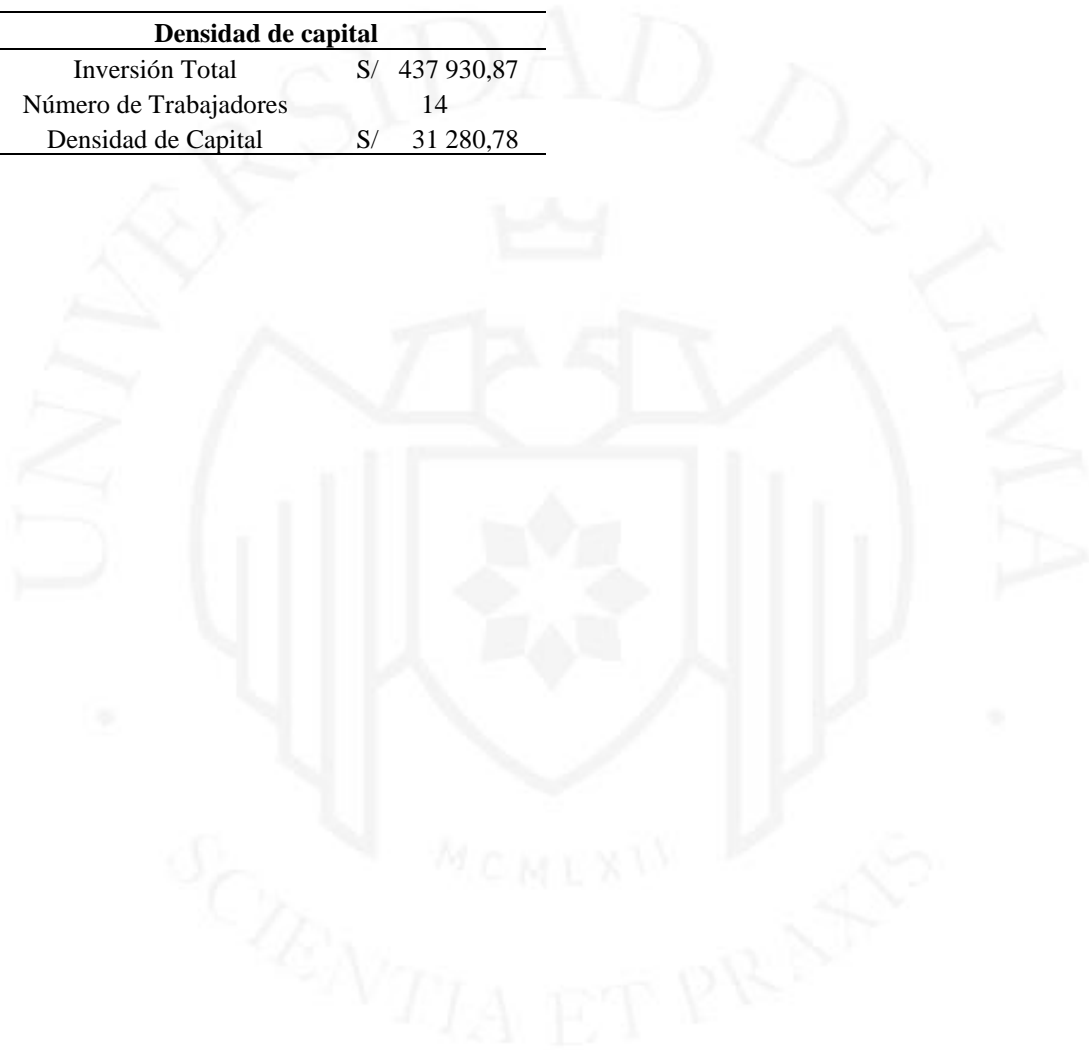 Densidad de capital
Inversión Total S/ 437 930,87
Número de Trabajadores 14
Densidad de Capital S/ 31 280,78
UNIVERSIDAD DE LIMA
MCMLXII
SCIENTIA ET PRAXIS